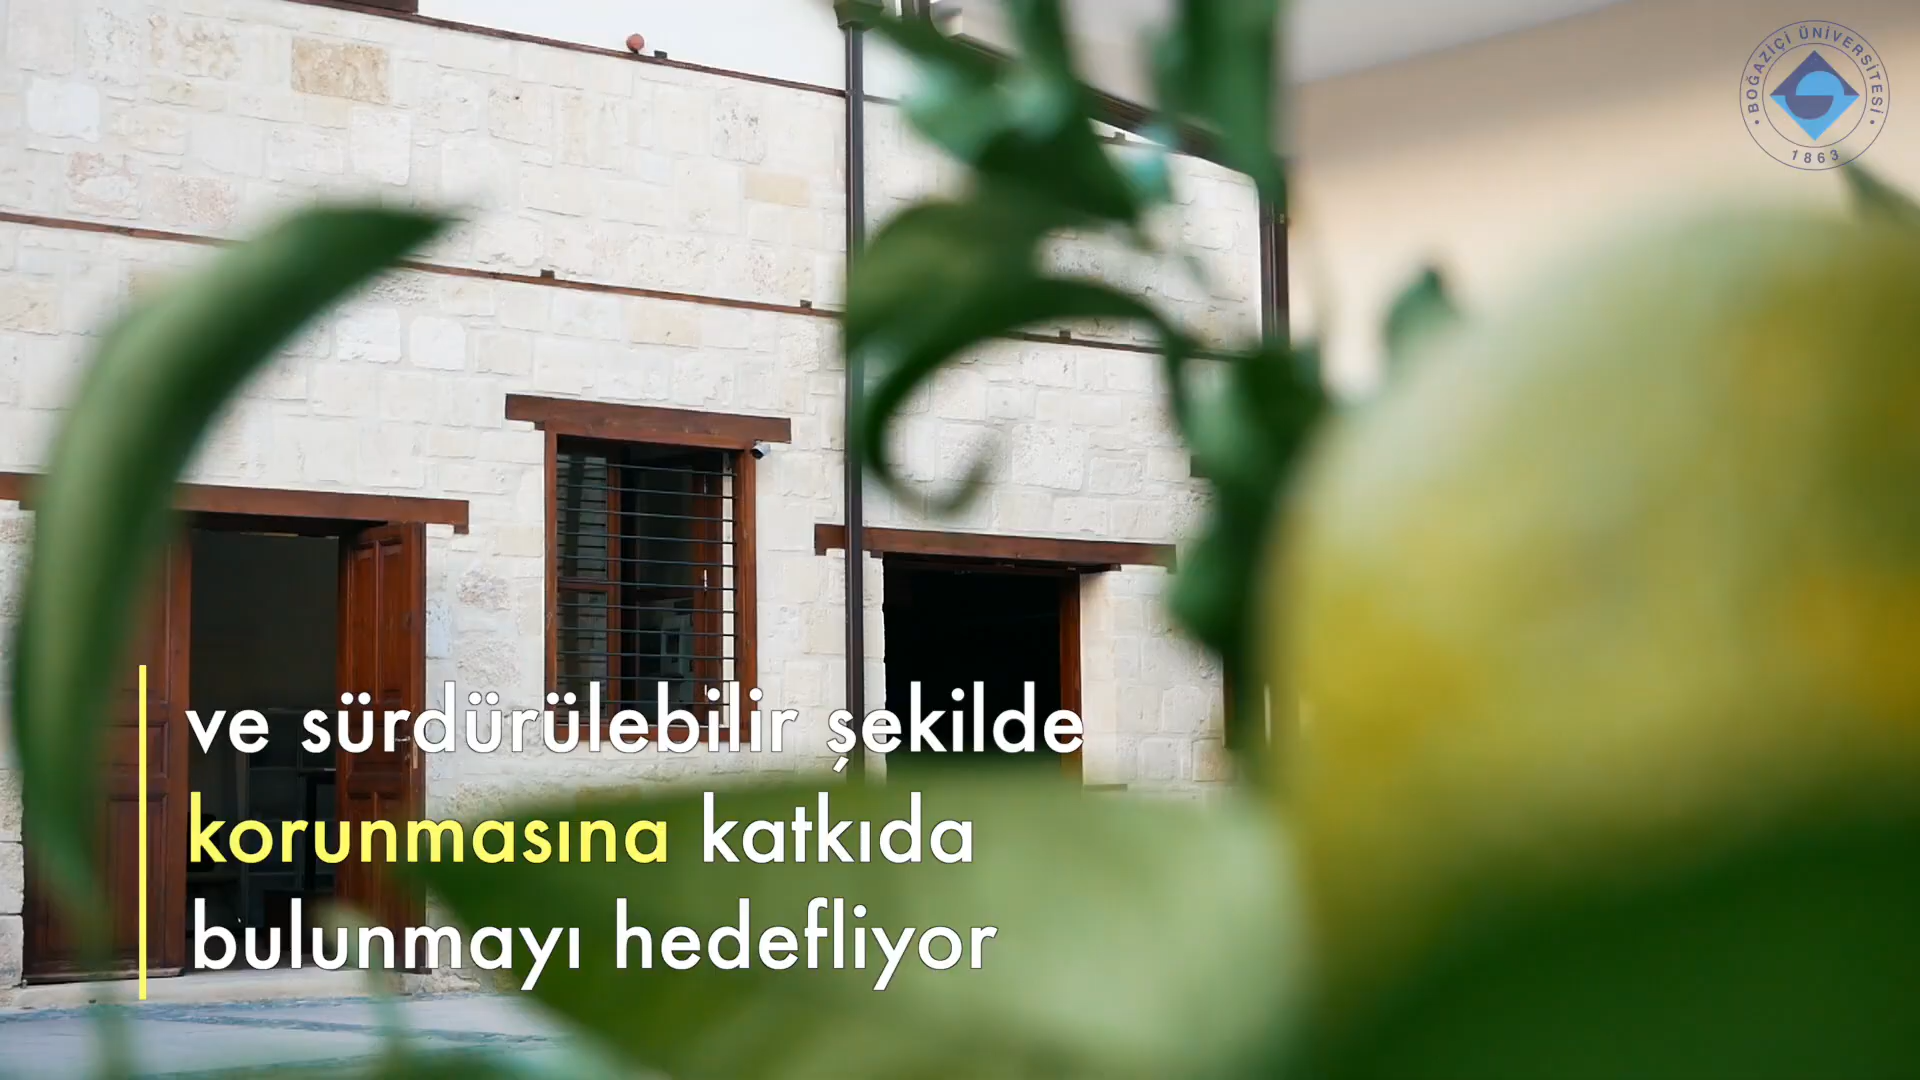 BOĞAZİÇİ ÜNİVERSİTESİ
1863
ve sürdürülebilir şekilde
korunmasına katkıda
bulunmayı hedefliyor